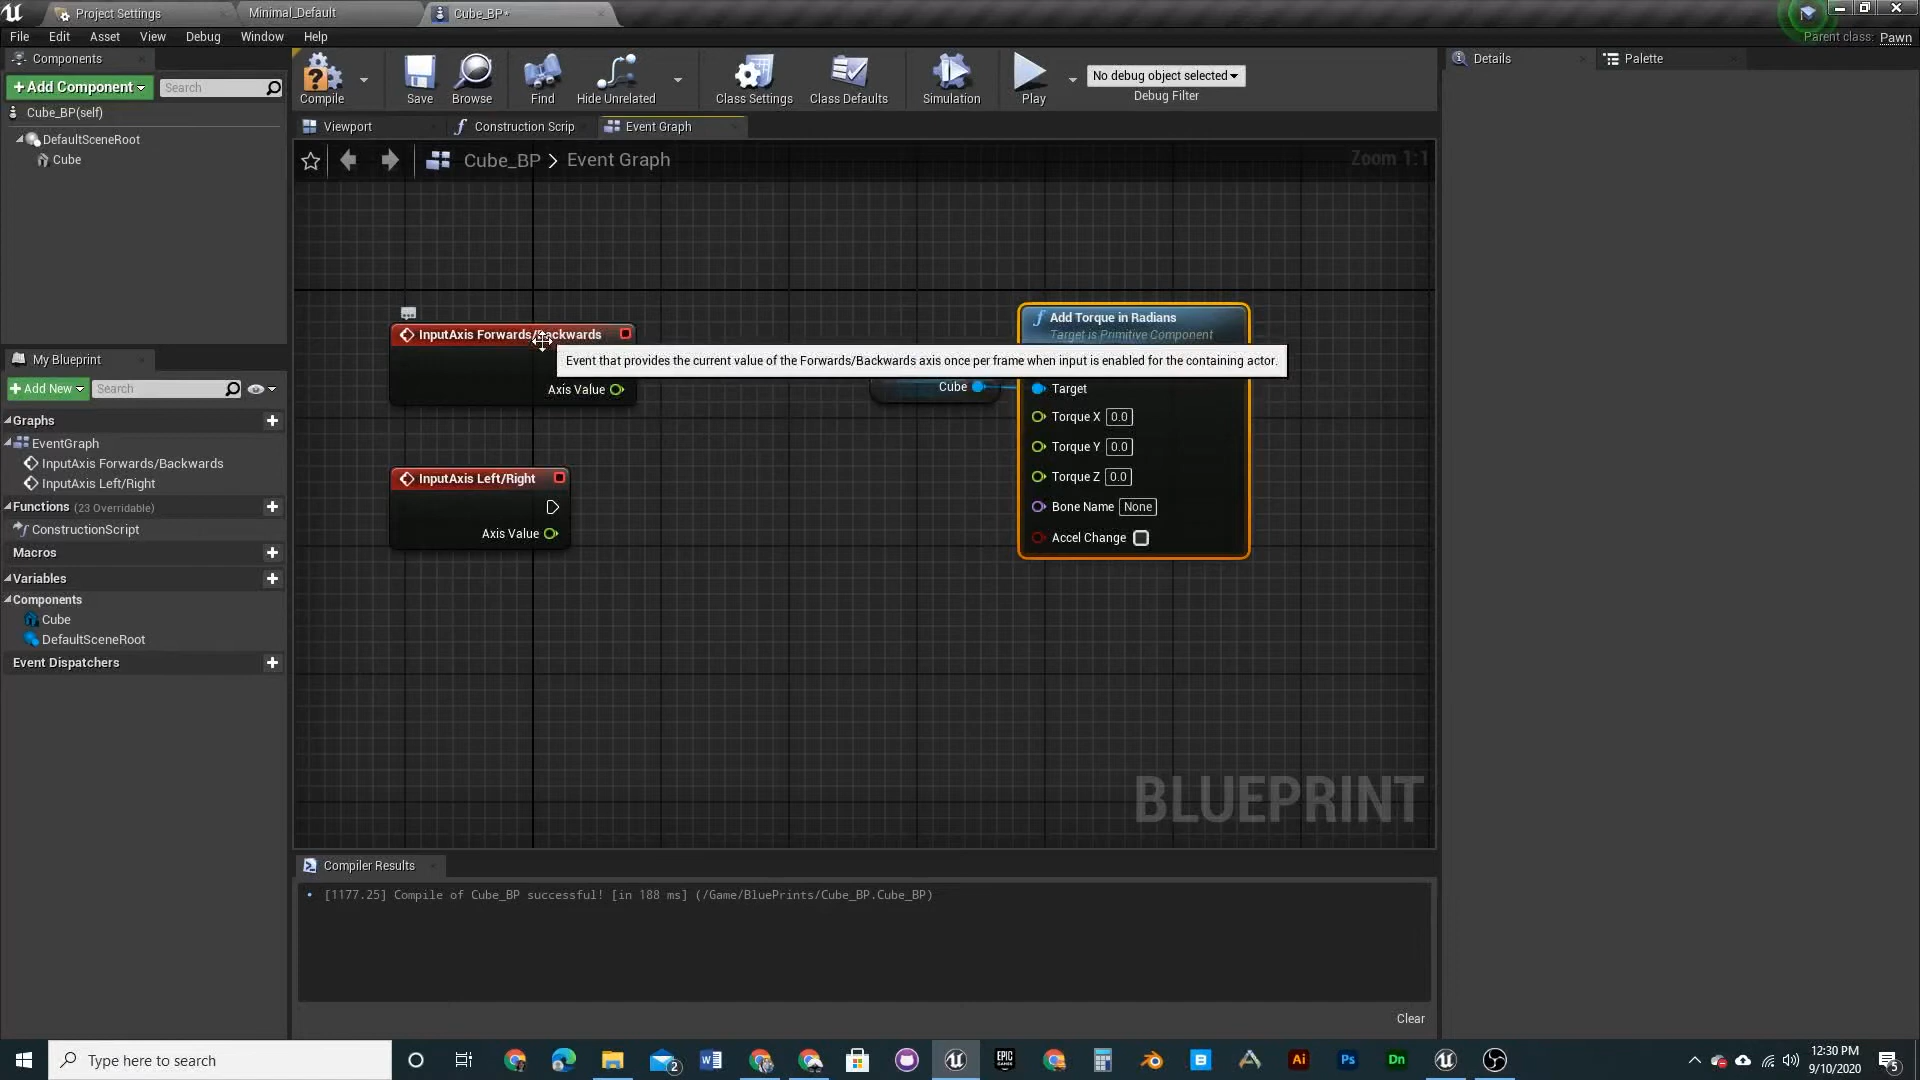 Project Settings
Minimal_Default
Cube_BP*
File Edit Asset View Debug Window Help
Parent class: Pawn
Components
+Add Component
Search
Cube_BP(self)
DefaultSceneRoot
Cube
Compile
Save
Browse
Find
Hide Unrelated
Class Settings
Class Defaults
Simulation
Play
No debug object selected
Debug Filter
Details
Palette
Viewport
Construction Scrip
Event Graph
Cube_BP > Event Graph
Zoom 1:1
InputAxis Forwards/Backwards
Event that provides the current value of the Forwards/Backwards axis once per frame when input is enabled for the containing actor.
Axis Value
InputAxis Left/Right
Axis Value
Cube
Add Torque in Radians
Target is Primitive Component
Target
Torque X 0.0
Torque Y 0.0
Torque Z 0.0
Bone Name None
Accel Change
BLUEPRINT
My Blueprint
+Add New
Search
Graphs
EventGraph
InputAxis Forwards/Backwards
InputAxis Left/Right
Functions (23 Overridable)
ConstructionScript
Macros
Variables
Components
Cube
DefaultSceneRoot
Event Dispatchers
Compiler Results
[1177.25] Compile of Cube_BP successful! [in 188 ms] (/Game/BluePrints/Cube_BP.Cube_BP)
Clear
Type here to search
2
EPIC GAMES
Ai
Ps
Dn
12:30 PM
9/10/2020
5